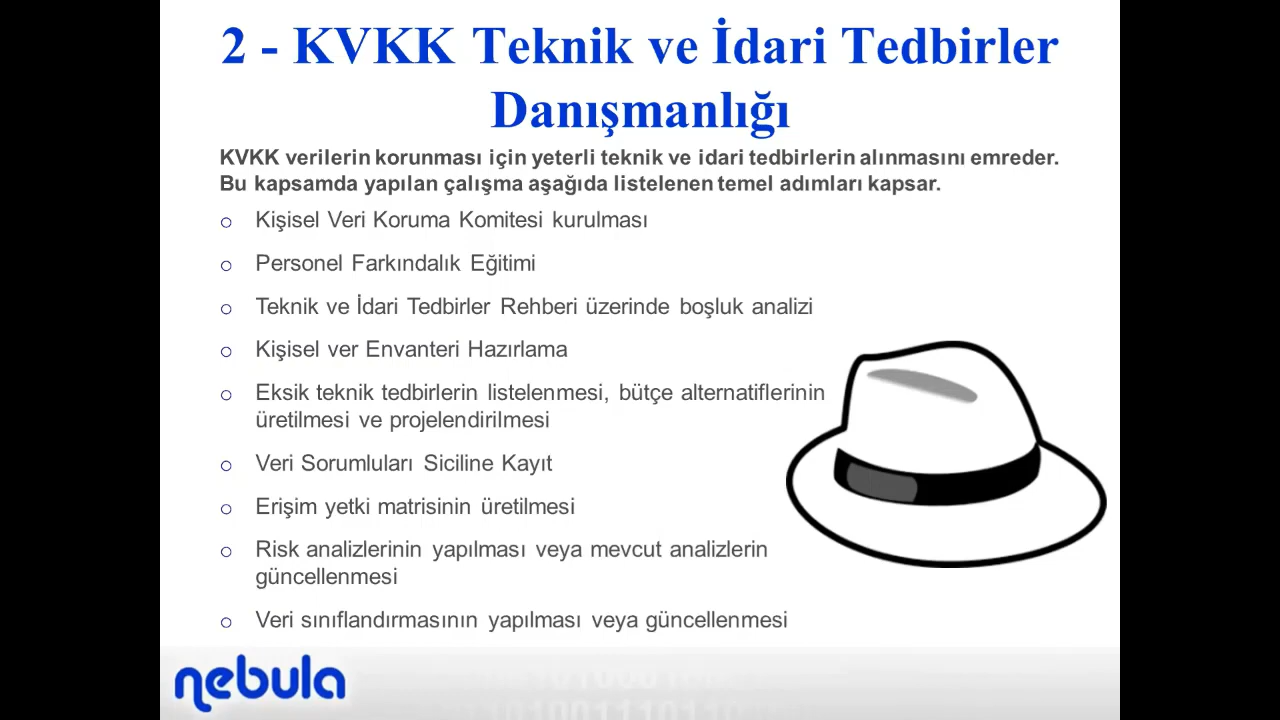 2 - KVKK Teknik ve İdari Tedbirler
Danışmanlığı
KVKK verilerin korunması için yeterli teknik ve idari tedbirlerin alınmasını emreder.
Bu kapsamda yapılan çalışma aşağıda listelenen temel adımları kapsar.
o Kişisel Veri Koruma Komitesi kurulması
o Personel Farkındalık Eğitimi
o Teknik ve İdari Tedbirler Rehberi üzerinde boşluk analizi
o Kişisel ver Envanteri Hazırlama
o Eksik teknik tedbirlerin listelenmesi, bütçe alternatiflerinin
üretilmesi ve projelendirilmesi
o Veri Sorumluları Siciline Kayıt
o Erişim yetki matrisinin üretilmesi
o Risk analizlerinin yapılması veya mevcut analizlerin
güncellenmesi
o Veri sınıflandırmasının yapılması veya güncellenmesi
nebula